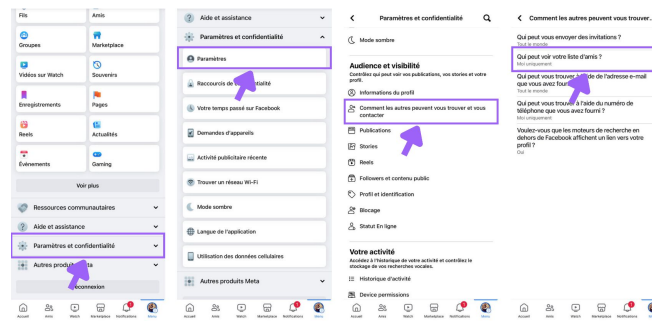 Fils
Amis
Groupes
Marketplace
Vidéos sur Watch
Souvenirs
Enregistrements
Pages
Reels
Actualités
Évènements
Gaming
Voir plus
Ressources communautaires
Aide et assistance
Paramètres et confidentialité
Autres produits Meta
Accueil
Amis
Watch
Marketplace
Notifications
Menu
Aide et assistance
Paramètres et confidentialité
Paramètres
Raccourcis de
Votre temps passé sur Facebook
Demandes d'appareils
Activité publicitaire récente
Trouver un réseau Wi-Fi
Mode sombre
Langue de l'application
Utilisation des données cellulaires
Autres produits Meta
Accueil
Amis
Watch
Marketplace
Notifications
Menu
Paramètres et confidentialité
Mode sombre
Audience et visibilité
Contrôlez qui peut voir vos publications, vos stories et votre
profil.
Informations du profil
Comment les autres peuvent vous trouver et vous
contacter
Publications
Stories
Reels
Followers et contenu public
Profil et identification
Blocage
Statut En ligne
Votre activité
Accédez à l'historique de votre activité et contrôlez le
stockage de vos recherches vocales.
Historique d'activité
Device permissions
Accueil
Amis
Watch
Marketplace
Notifications
Menu
Comment les autres peuvent vous trouver...
Qui peut vous envoyer des invitations ?
Tout le monde
Qui peut voir votre liste d'amis ?
Moi uniquement
Qui peut vous trouver à l'aide de l'adresse e-mail
que vous avez
Tout le monde
Qui peut vous trouver à l'aide du numéro de
téléphone que vous avez fourni ?
Moi uniquement
Voulez-vous que les moteurs de recherche en
dehors de Facebook affichent un lien vers votre
profil ?
Oui
Accueil
Amis
Watch
Marketplace
Notifications